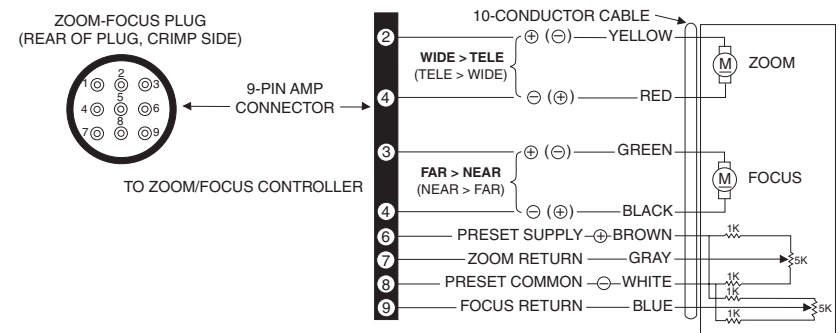 ZOOM-FOCUS PLUG
(REAR OF PLUG, CRIMP SIDE)
1 2 3
4 5 6
7 8 9
9-PIN AMP
CONNECTOR
TO ZOOM/FOCUS CONTROLLER
10-CONDUCTOR CABLE
2 + (−) YELLOW
WIDE > TELE
(TELE > WIDE)
M ZOOM
4 − (+) RED
3 + (−) GREEN
FAR > NEAR
(NEAR > FAR)
M FOCUS
4 − (+) BLACK
6 PRESET SUPPLY + BROWN 1K
7 ZOOM RETURN GRAY 5K
8 PRESET COMMON − WHITE 1K
1K
9 FOCUS RETURN BLUE 5K
1K